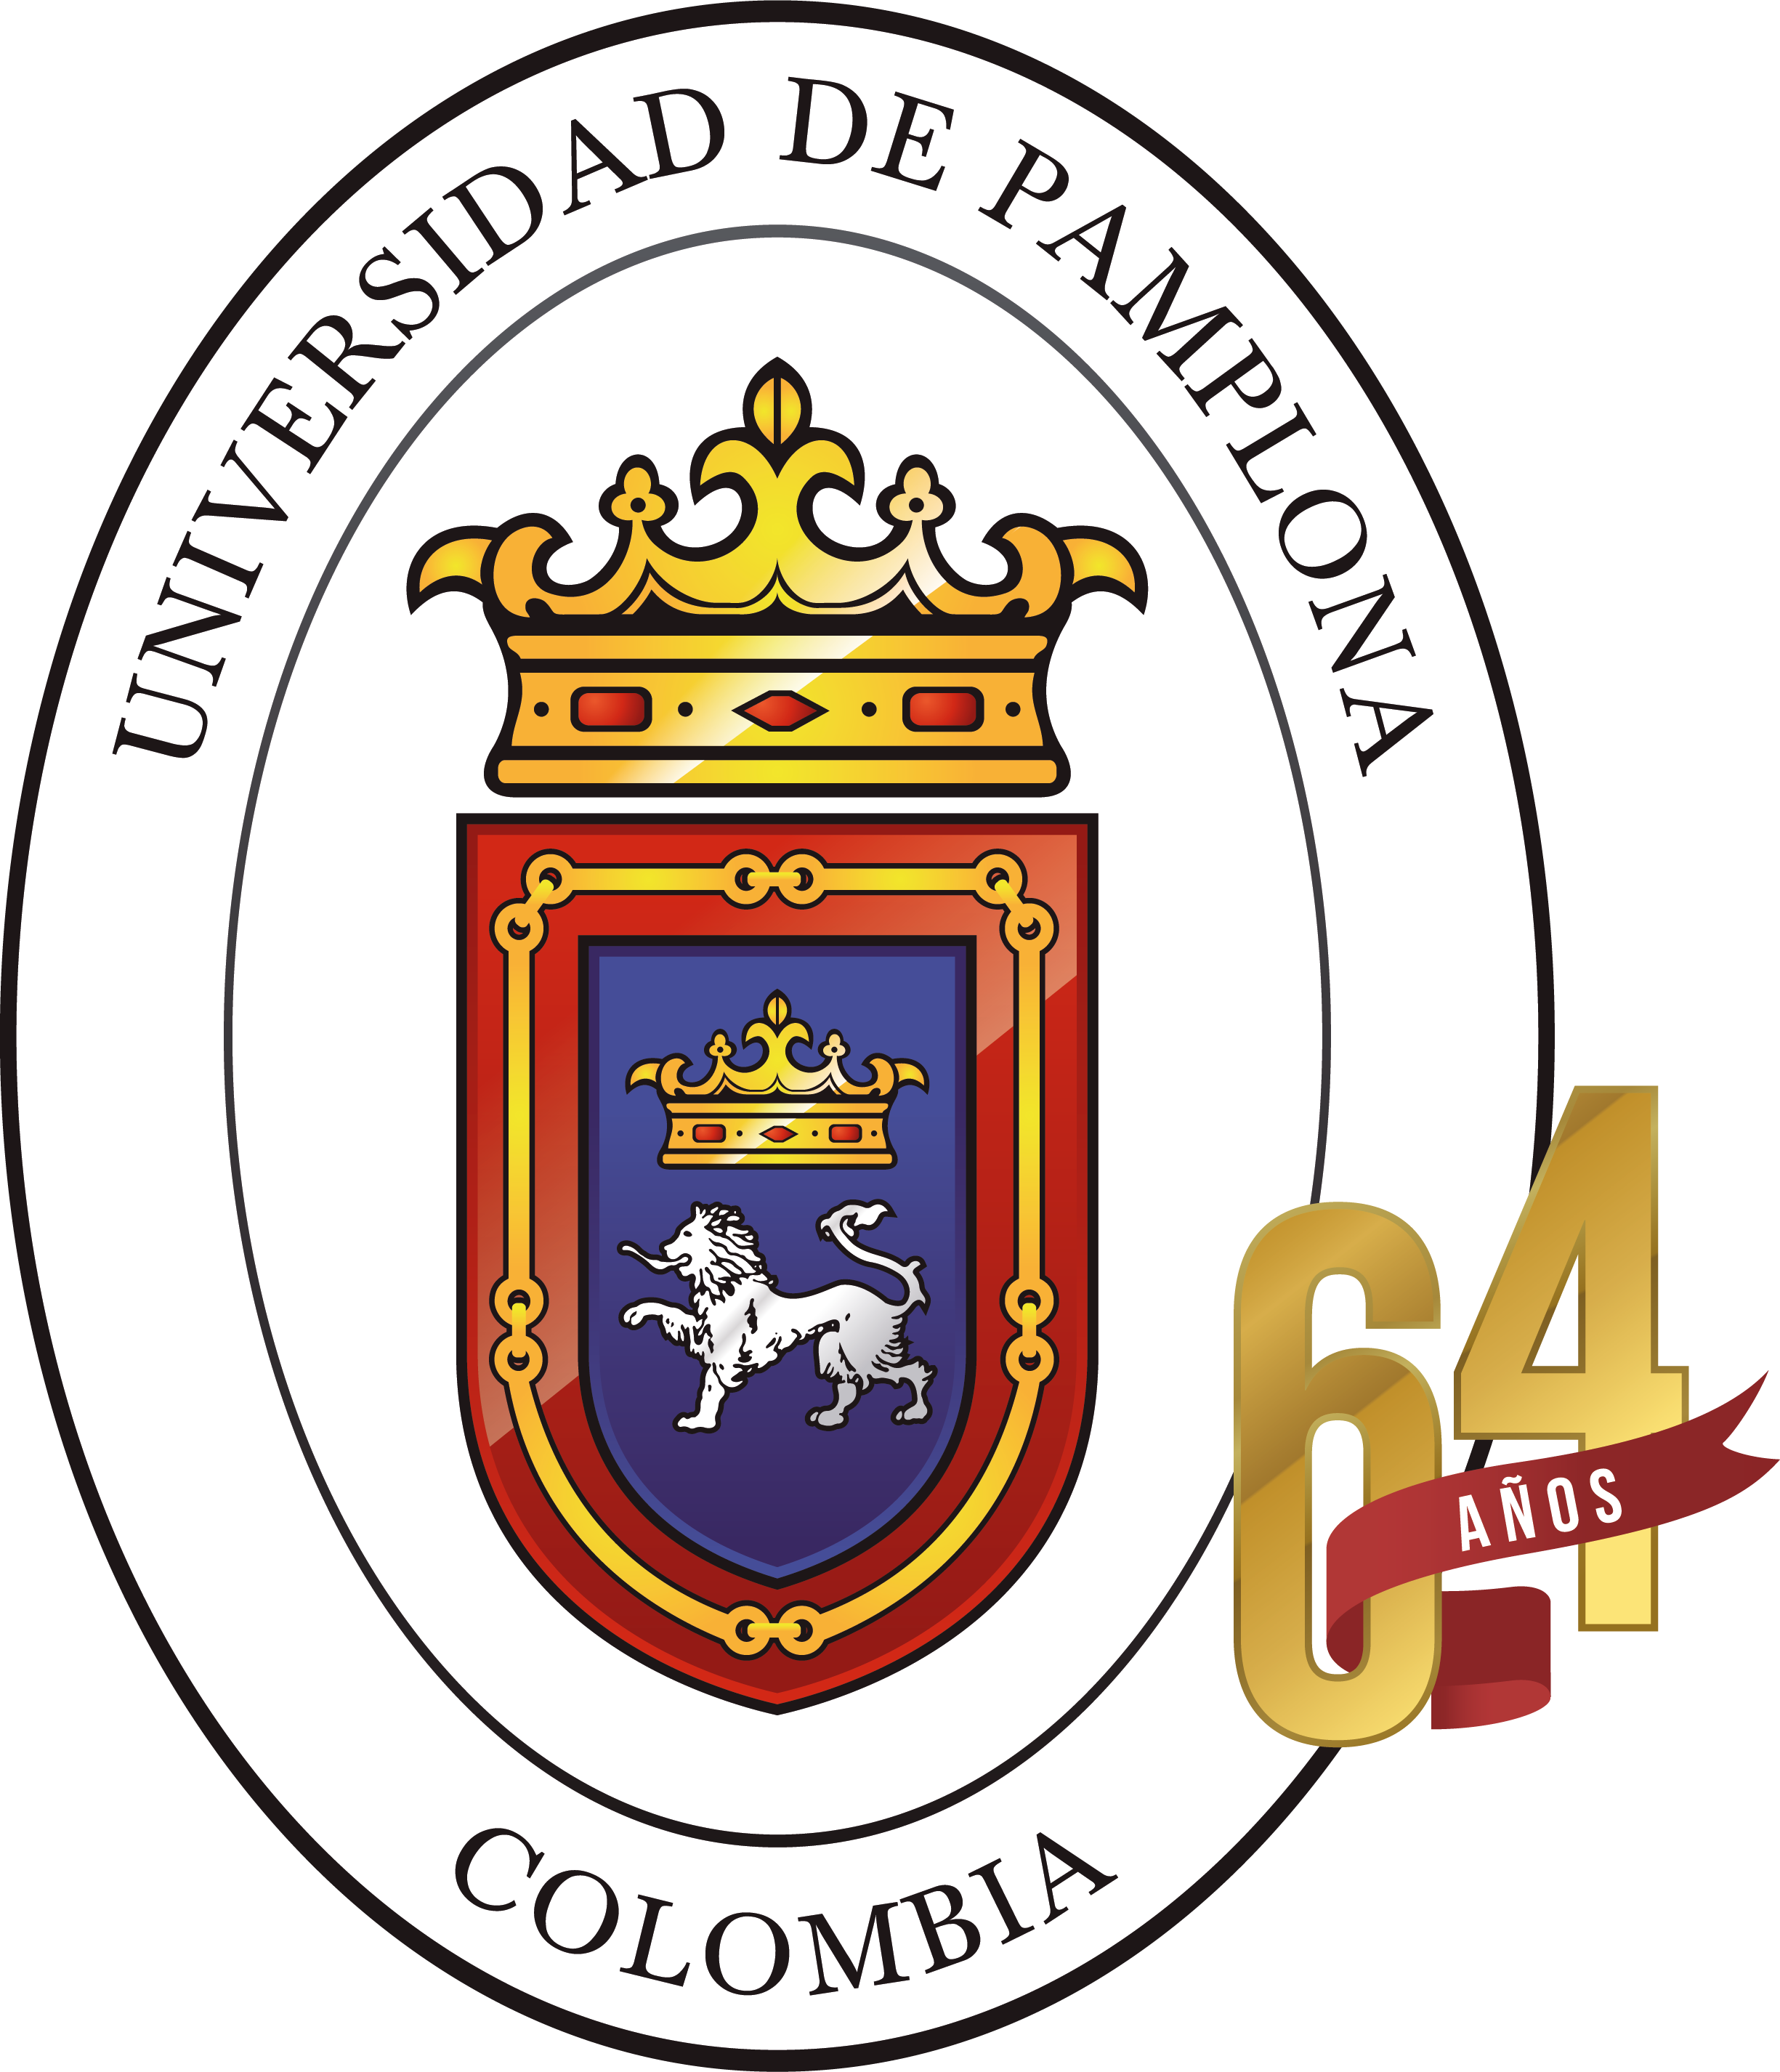 UNIVERSIDAD DE PAMPLONA
64
AÑOS
COLOMBIA